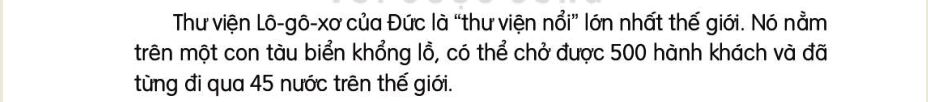 Thư viện Lô-gô-xơ của Đức là “thư viện nổi” lớn nhất thế giới. Nó nằm
trên một con tàu biển khổng lồ, có thể chở được 500 hành khách và đã
từng đi qua 45 nước trên thế giới.